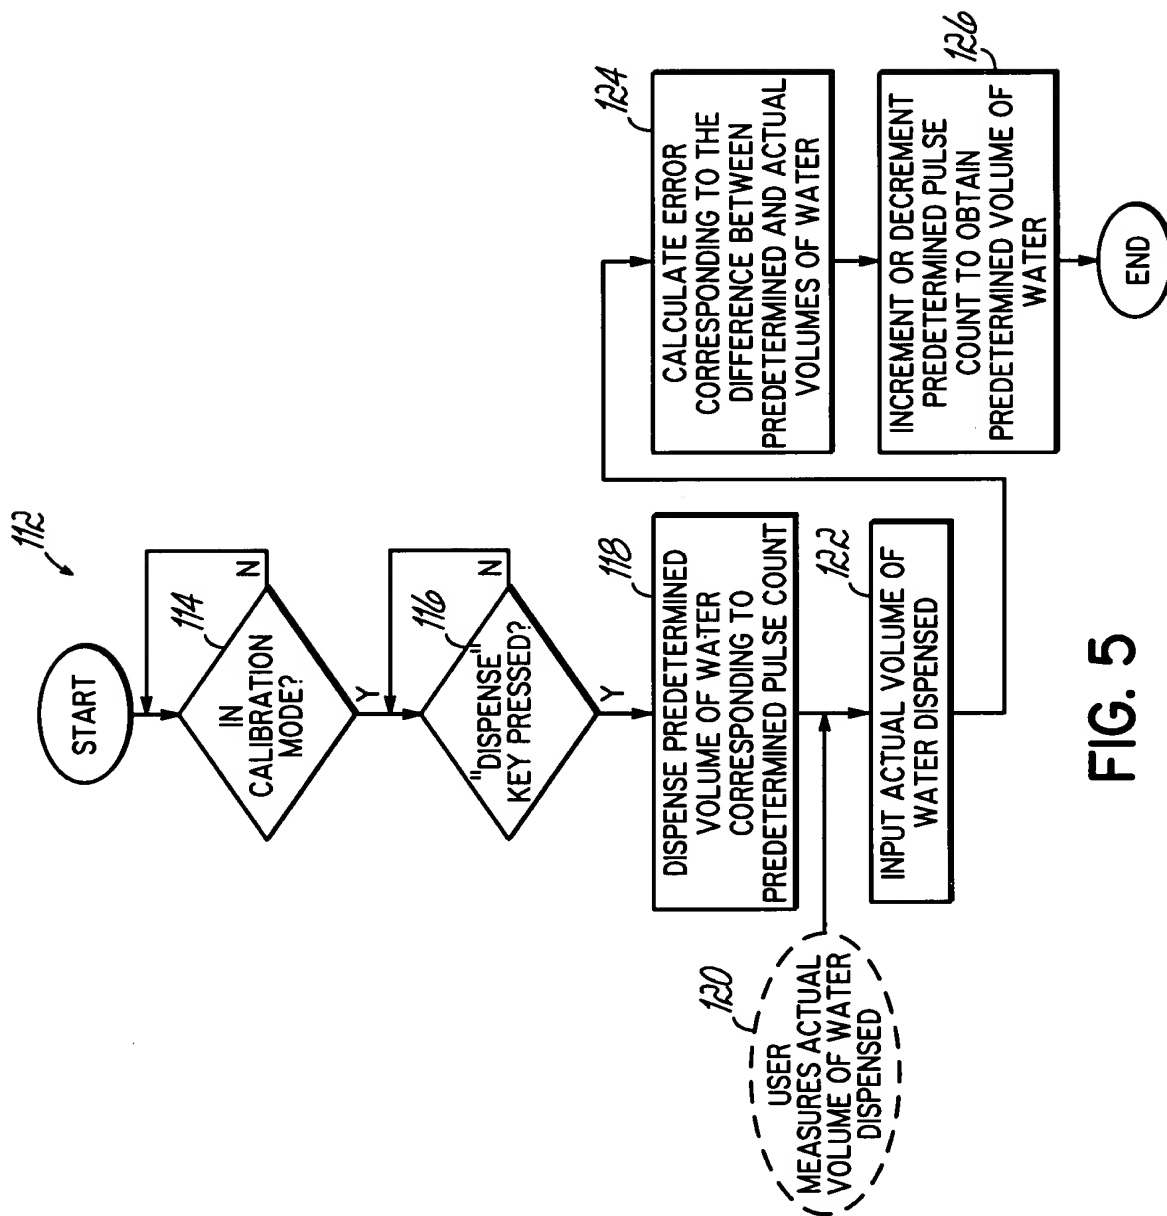 112
START
114
IN
CALIBRATION
MODE?
N
Y
116
"DISPENSE"
KEY PRESSED?
N
Y
118
DISPENSE PREDETERMINED
VOLUME OF WATER
CORRESPONDING TO
PREDETERMINED PULSE COUNT
120
USER
MEASURES ACTUAL
VOLUME OF WATER
DISPENSED
122
INPUT ACTUAL VOLUME OF
WATER DISPENSED
124
CALCULATE ERROR
CORRESPONDING TO THE
DIFFERENCE BETWEEN
PREDETERMINED AND ACTUAL
VOLUMES OF WATER
126
INCREMENT OR DECREMENT
PREDETERMINED PULSE
COUNT TO OBTAIN
PREDETERMINED VOLUME OF
WATER
END
FIG. 5